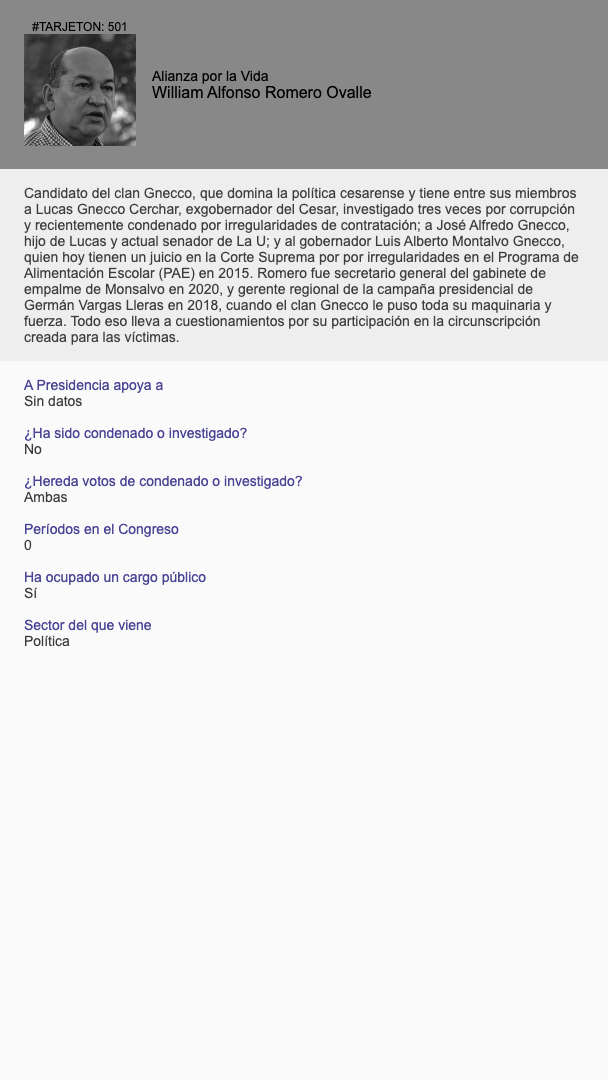 #TARJETON: 501
Alianza por la Vida
William Alfonso Romero Ovalle
Candidato del clan Gnecco, que domina la política cesarense y tiene entre sus miembros
a Lucas Gnecco Cerchar, exgobernador del Cesar, investigado tres veces por corrupción
y recientemente condenado por irregularidades de contratación; a José Alfredo Gnecco,
hijo de Lucas y actual senador de La U; y al gobernador Luis Alberto Montalvo Gnecco,
quien hoy tienen un juicio en la Corte Suprema por por irregularidades en el Programa de
Alimentación Escolar (PAE) en 2015. Romero fue secretario general del gabinete de
empalme de Monsalvo en 2020, y gerente regional de la campaña presidencial de
Germán Vargas Lleras en 2018, cuando el clan Gnecco le puso toda su maquinaria y
fuerza. Todo eso lleva a cuestionamientos por su participación en la circunscripción
creada para las víctimas.
A Presidencia apoya a
Sin datos
¿Ha sido condenado o investigado?
No
¿Hereda votos de condenado o investigado?
Ambas
Períodos en el Congreso
0
Ha ocupado un cargo público
Sí
Sector del que viene
Política